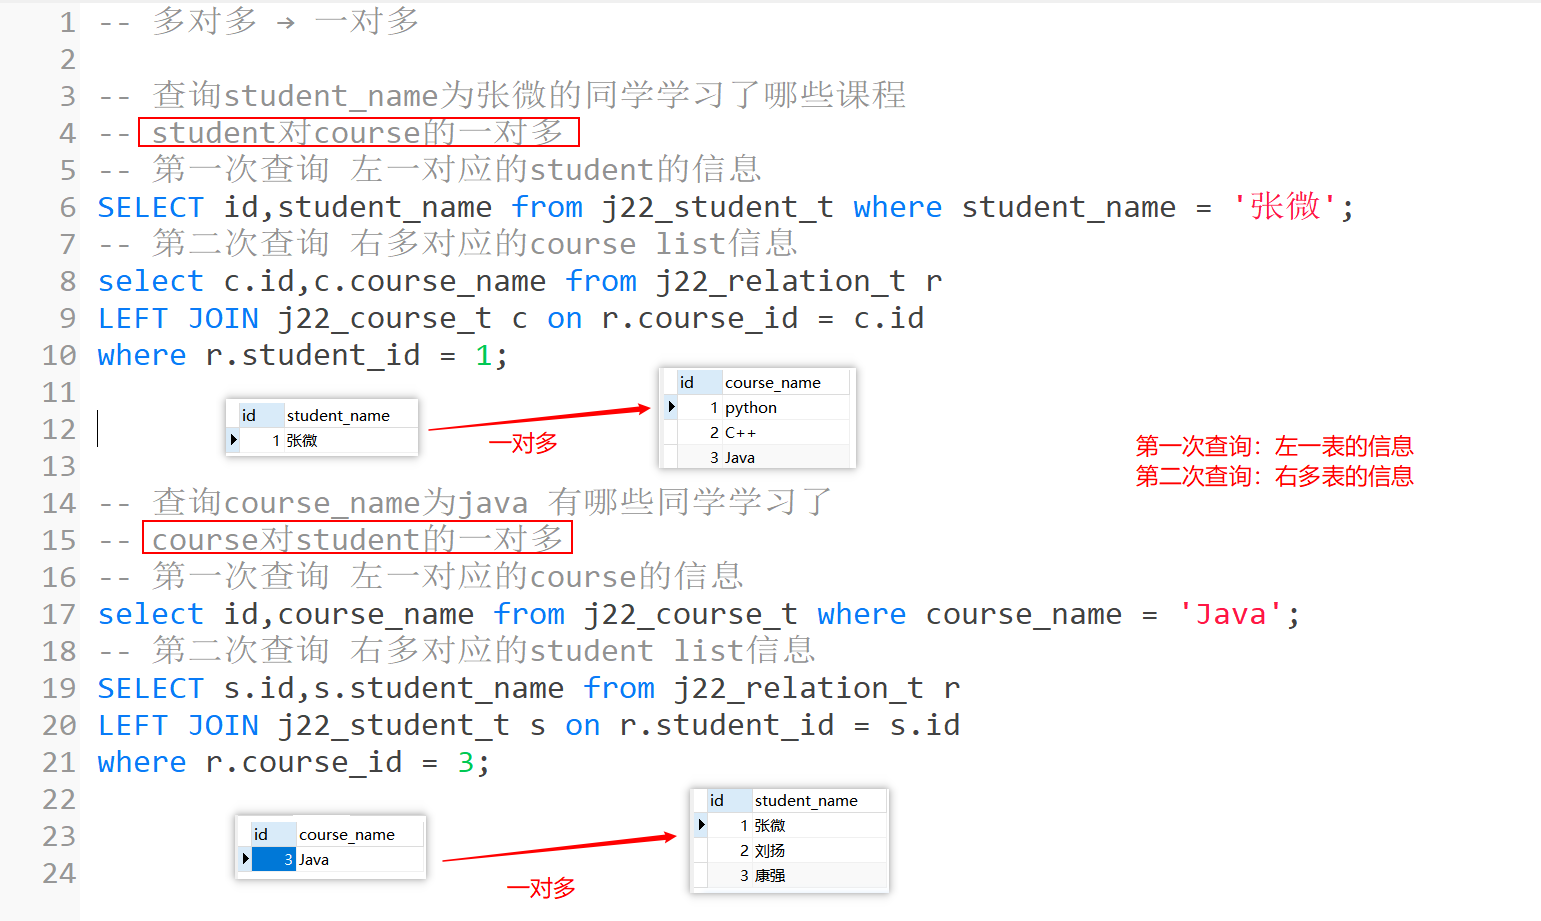 1 -- 多对多 → 一对多
2
3 -- 查询student_name为张微的同学学习了哪些课程
4 -- student对course的一对多
5 -- 第一次查询 左一对应的student的信息
6 SELECT id,student_name from j22_student_t where student_name = '张微';
7 -- 第二次查询 右多对应的course list信息
8 select c.id,c.course_name from j22_relation_t r
9 LEFT JOIN j22_course_t c on r.course_id = c.id
10 where r.student_id = 1;
11
12
id student_name
1 张微
一对多
id course_name
1 python
2 C++
3 Java
第一次查询：左一表的信息
第二次查询：右多表的信息
13
14 -- 查询course_name为java 有哪些同学学习了
15 -- course对student的一对多
16 -- 第一次查询 左一对应的course的信息
17 select id,course_name from j22_course_t where course_name = 'Java';
18 -- 第二次查询 右多对应的student list信息
19 SELECT s.id,s.student_name from j22_relation_t r
20 LEFT JOIN j22_student_t s on r.student_id = s.id
21 where r.course_id = 3;
22
23
24
id course_name
3 Java
一对多
id student_name
1 张微
2 刘扬
3 康强